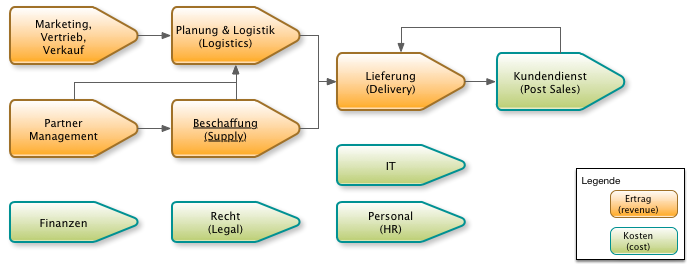 Marketing,
Vertrieb,
Verkauf
Planung & Logistik
(Logistics)
Lieferung
(Delivery)
Kundendienst
(Post Sales)
Partner
Management
Beschaffung
(Supply)
IT
Finanzen
Recht
(Legal)
Personal
(HR)
Legende
Ertrag
(revenue)
Kosten
(cost)